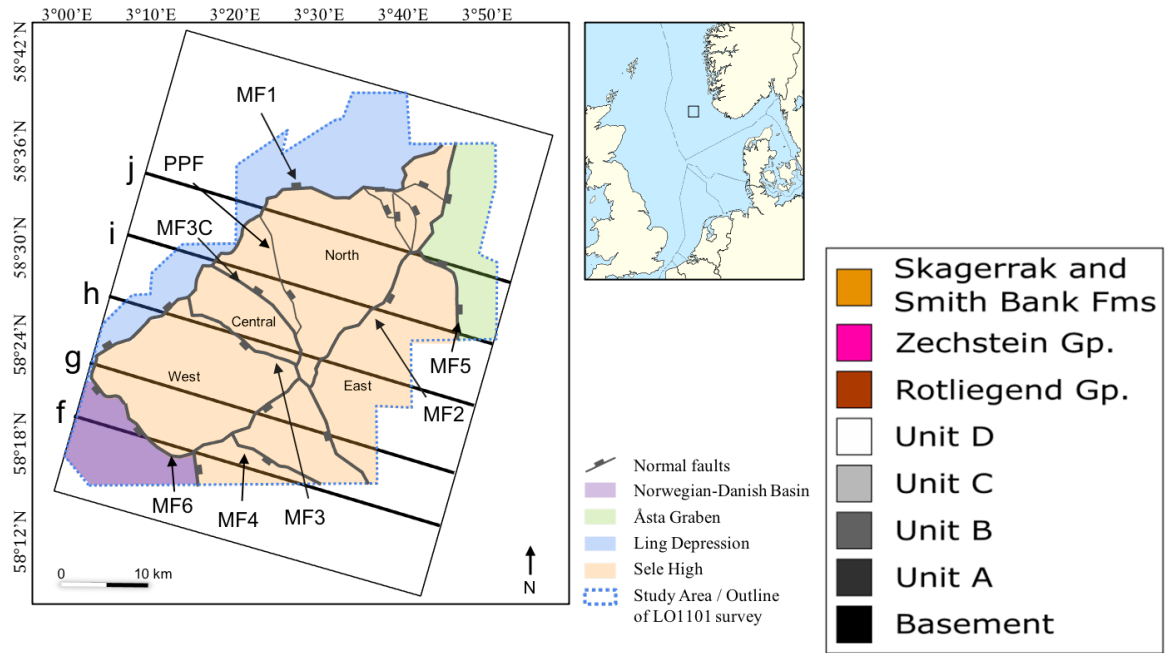 3°00'E 3°10'E 3°20'E 3°30'E 3°40'E 3°50'E
58°42'N
58°36'N
58°30'N
58°24'N
58°18'N
58°12'N
MF1
PPF
j
MF3C
i
North
h
Central
MF5
g
West
East
MF2
f
MF6
MF4
MF3
0 10 km
N
Normal faults
Norwegian-Danish Basin
Åsta Graben
Ling Depression
Sele High
Study Area / Outline
of LO1101 survey
Skagerrak and
Smith Bank Fms
Zechstein Gp.
Rotliegend Gp.
Unit D
Unit C
Unit B
Unit A
Basement